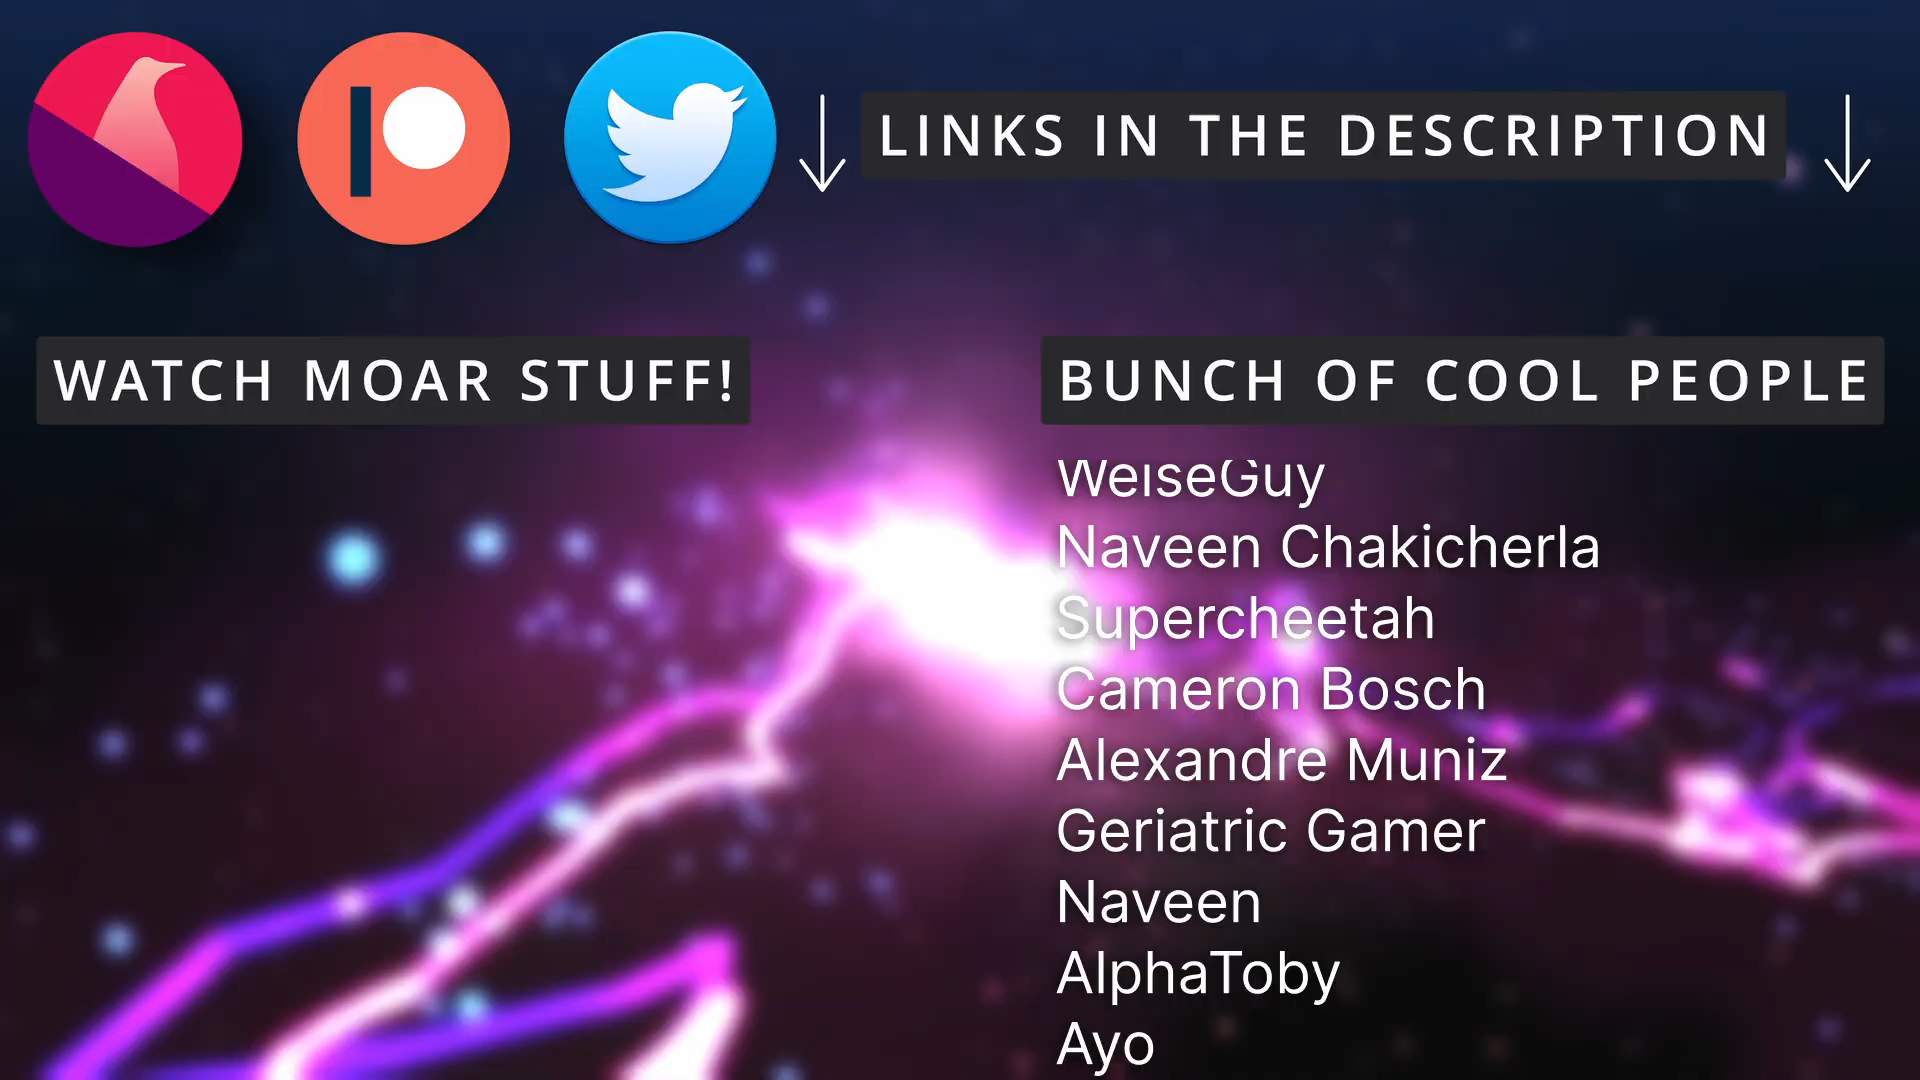 LINKS IN THE DESCRIPTION
WATCH MOAR STUFF!
BUNCH OF COOL PEOPLE
WeiseGuy
Naveen Chakicherla
Supercheetah
Cameron Bosch
Alexandre Muniz
Geriatric Gamer
Naveen
AlphaToby
Ayo